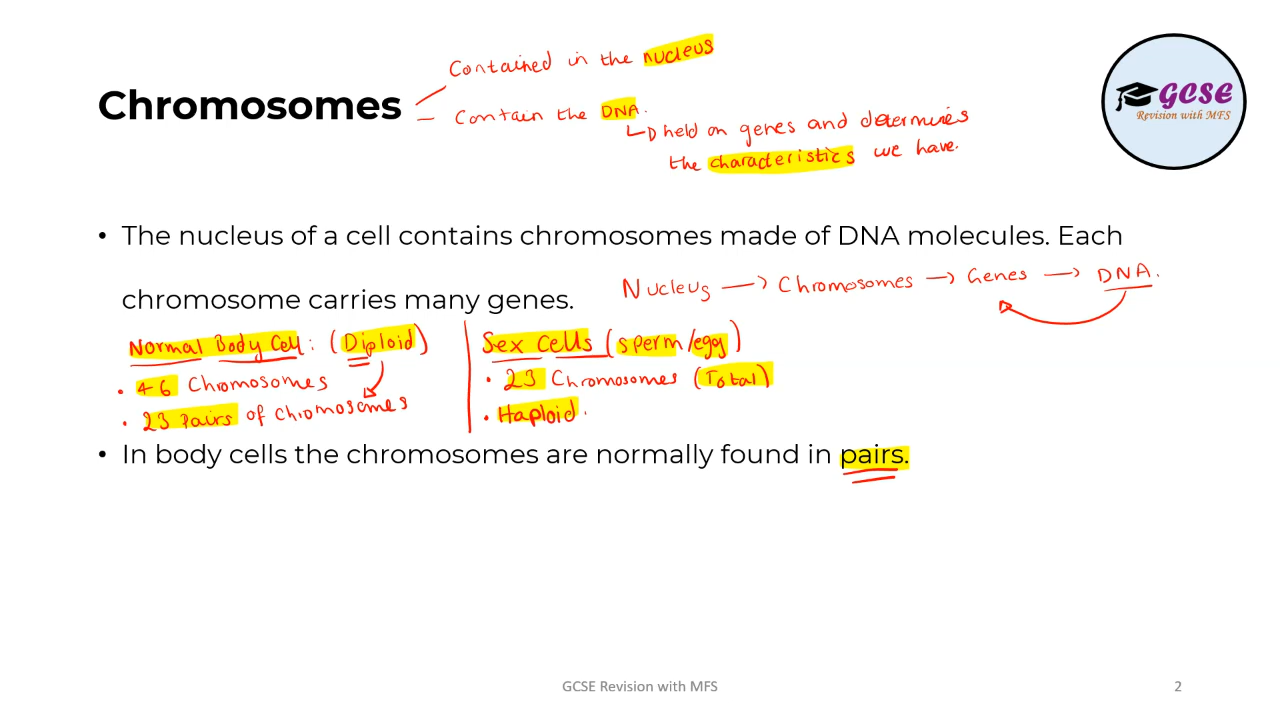 Contained in the nucleus
Chromosomes
Contain the DNA.
held on genes and determines
the characteristics we have.
GCSE
Revision with MFS
• The nucleus of a cell contains chromosomes made of DNA molecules. Each
chromosome carries many genes.
Nucleus → Chromosomes → Genes → DNA.
Normal Body Cell: (Diploid)
• 46 Chromosomes
• 23 Pairs of Chromosomes
Sex Cells (sperm/egg)
• 23 Chromosomes (Total)
• Haploid.
• In body cells the chromosomes are normally found in pairs.
GCSE Revision with MFS
2